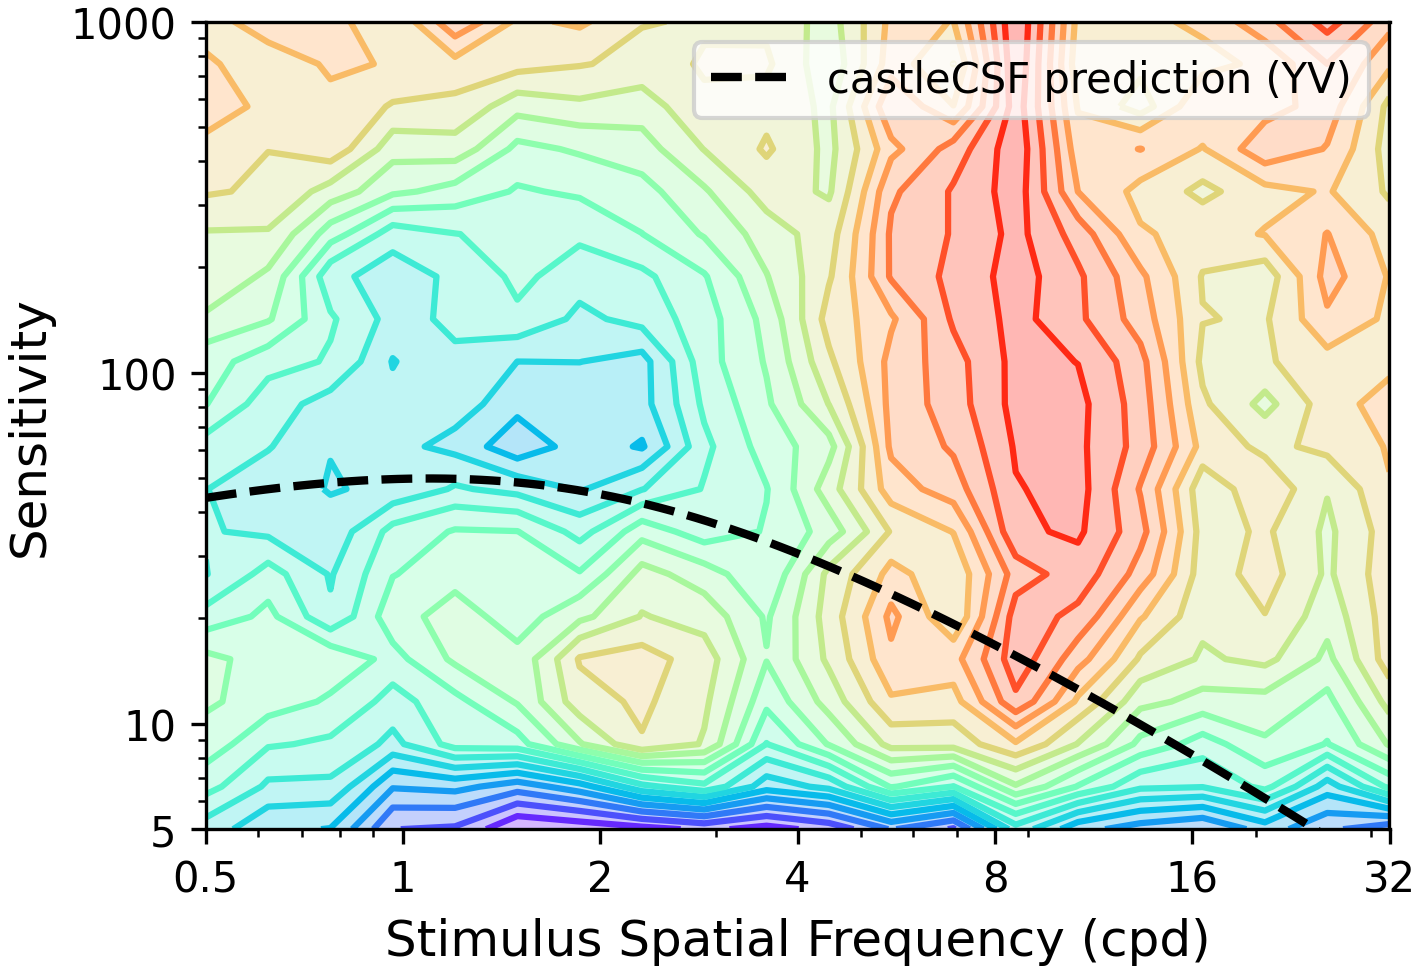 1000
castleCSF prediction (YV)
Sensitivity
100
10
5
0.5 1 2 4 8 16 32
Stimulus Spatial Frequency (cpd)